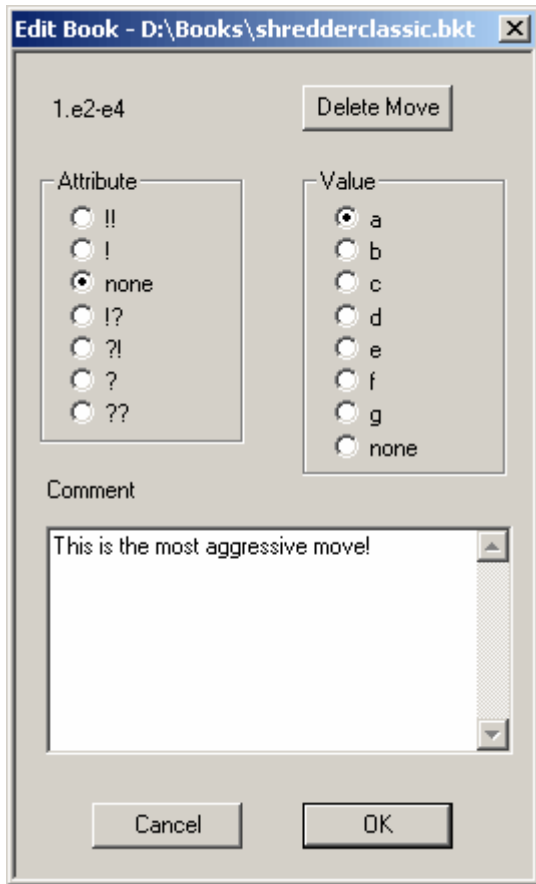 Edit Book - D:\Books\shredderclassic.bkt
1.e2-e4
Delete Move
Attribute
!!
!
none
!?
?!
?
??
Value
a
b
c
d
e
f
g
none
Comment
This is the most aggressive move!
Cancel
OK